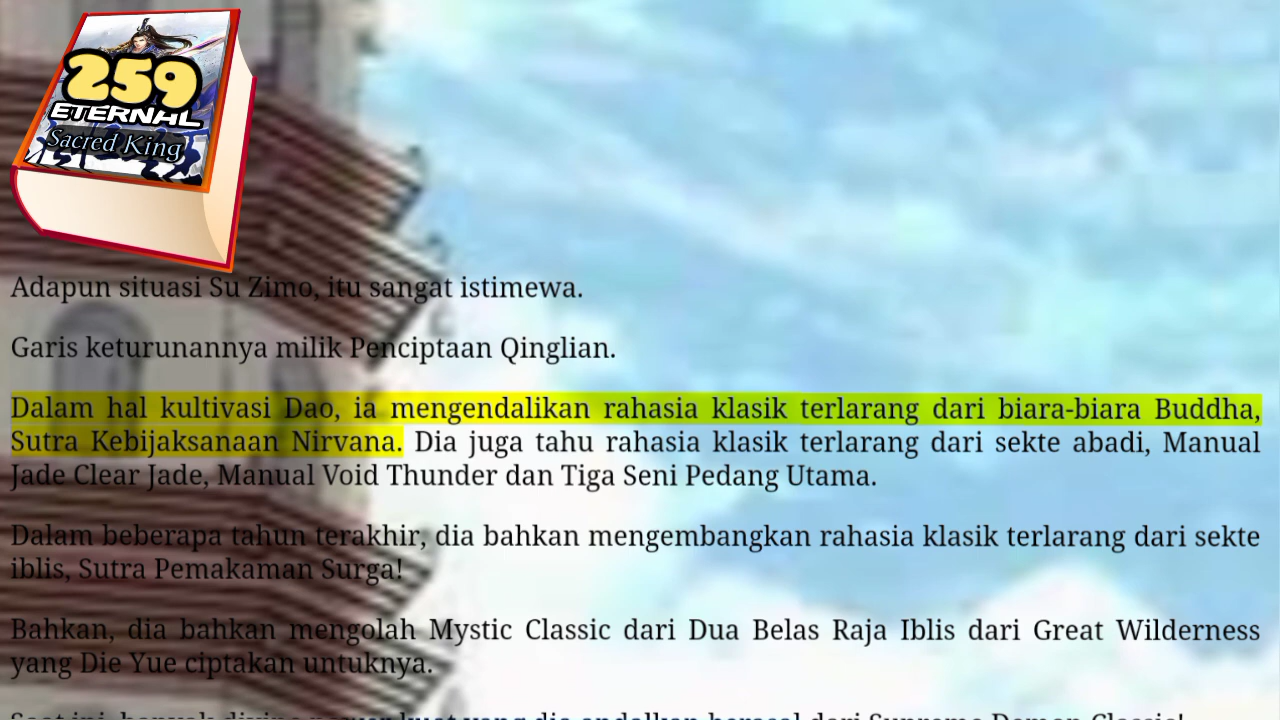 259
ETERNAL
Sacred King
Adapun situasi Su Zimo, itu sangat istimewa.
Garis keturunannya milik Penciptaan Qinglian.
Dalam hal kultivasi Dao, ia mengendalikan rahasia klasik terlarang dari biara-biara Buddha,
Sutra Kebijaksanaan Nirvana. Dia juga tahu rahasia klasik terlarang dari sekte abadi, Manual
Jade Clear Jade, Manual Void Thunder dan Tiga Seni Pedang Utama.
Dalam beberapa tahun terakhir, dia bahkan mengembangkan rahasia klasik terlarang dari sekte
iblis, Sutra Pemakaman Surga!
Bahkan, dia bahkan mengolah Mystic Classic dari Dua Belas Raja Iblis dari Great Wilderness
yang Die Yue ciptakan untuknya.